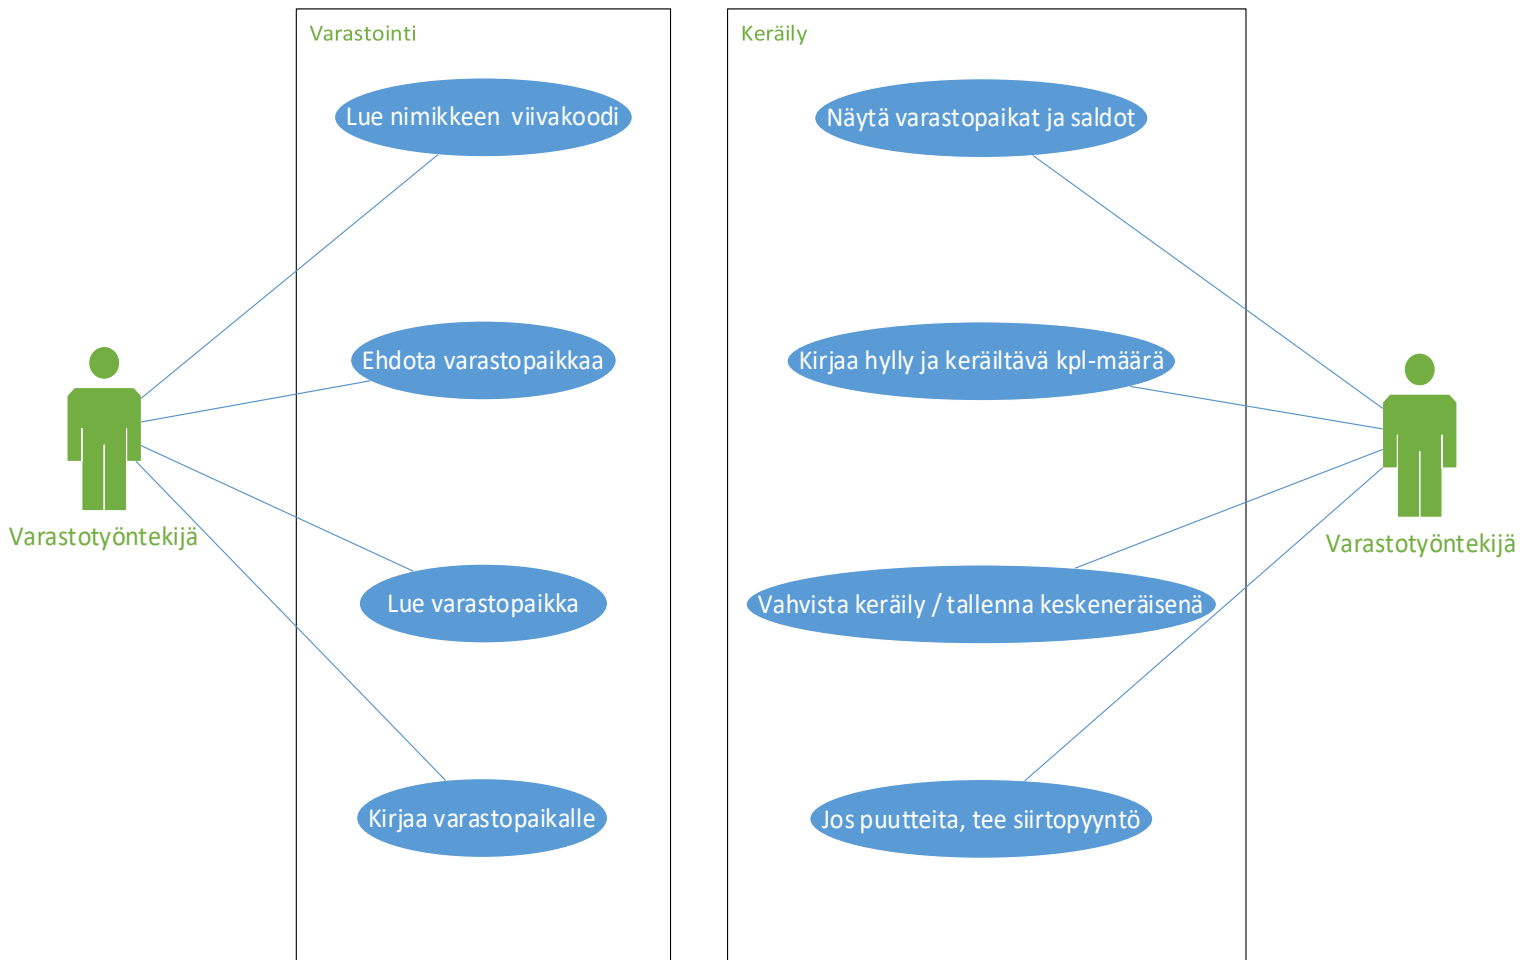 Varastointi
Lue nimikkeen viivakoodi
Ehdota varastopaikkaa
Varastotyöntekijä
Lue varastopaikka
Kirjaa varastopaikalle
Keräily
Näytä varastopaikat ja saldot
Kirjaa hylly ja keräiltävä kpl-määrä
Varastotyöntekijä
Vahvista keräily / tallenna keskeneräisenä
Jos puutteita, tee siirtopyyntö